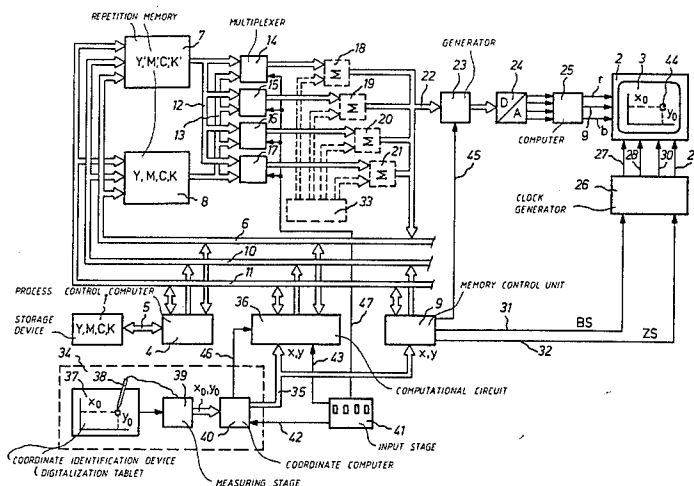 REPETITION MEMORY
7
Y,M,C,K'
Y, M, C, K
8
MULTIPLEXER
14
15
16
17
12
13
M
18
M
19
M
20
M
21
22
33
GENERATOR
23
24
D
A
25
COMPUTER
r
g
b
2
3
44
x₀
y₀
27
28
30
2
26
CLOCK
GENERATOR
45
6
10
11
47
PROCESS CONTROL COMPUTER
STORAGE
DEVICE
1
Y,M,C,K
5
4
36
9
MEMORY CONTROL UNIT
31
BS
32
ZS
46
x,y
43
x,y
COMPUTATIONAL CIRCUIT
34
37
38
39
x₀
y₀
x₀,y₀
35
40
42
41
INPUT STAGE
COORDINATE IDENTIFICATION DEVICE
DIGITALIZATION TABLET
COORDINATE COMPUTER
MEASURING STAGE